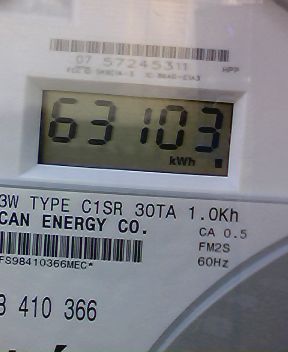 07 57245311
63103
kWh
3W TYPE C1SR 30TA 1.0Kh
CAN ENERGY CO.
CA 0.5
FM2S
FS98410366MEC*
60Hz
410 366